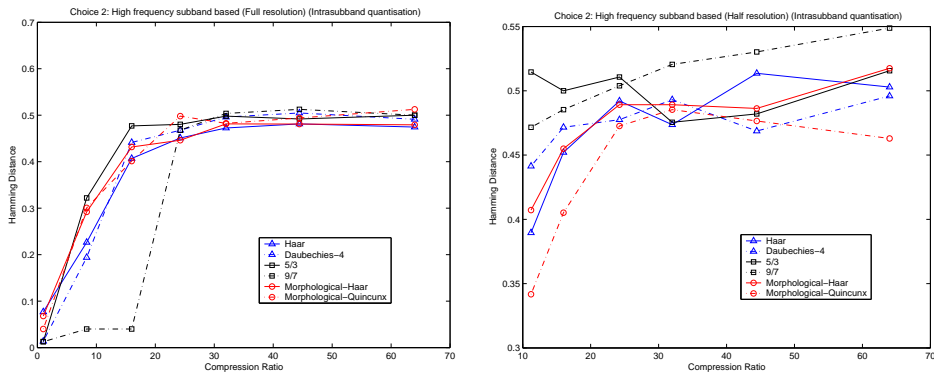 Choice 2: High frequency subband based (Full resolution) (Intrasubband quantisation)
0.7
0.6
0.5
0.4
0.3
0.2
0.1
0
Hamming Distance
Haar
Daubechies−4
5/3
9/7
Morphological−Haar
Morphological−Quincunx
0 10 20 30 40 50 60 70
Compression Ratio
Choice 2: High frequency subband based (Half resolution) (Intrasubband quantisation)
0.55
0.5
0.45
0.4
0.35
0.3
Hamming Distance
Haar
Daubechies−4
5/3
9/7
Morphological−Haar
Morphological−Quincunx
10 20 30 40 50 60 70
Compression Ratio